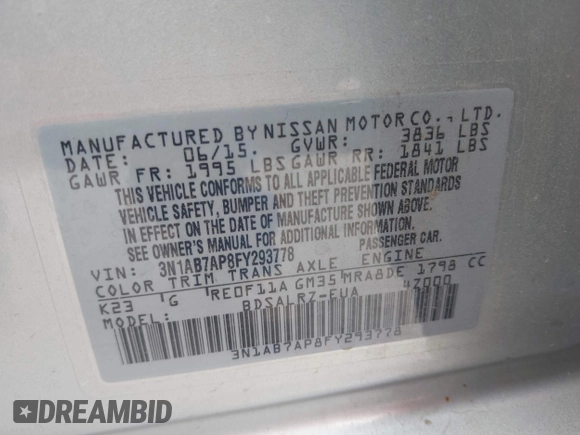 MANUFACTURED BY NISSAN MOTOR CO., LTD.
DATE: 06/15. GVWR: 3836 LBS
GAWR FR: 1995 LBS GAWR RR: 1841 LBS
THIS VEHICLE CONFORMS TO ALL APPLICABLE FEDERAL MOTOR
VEHICLE SAFETY, BUMPER AND THEFT PREVENTION STANDARDS
IN EFFECT ON THE DATE OF MANUFACTURE SHOWN ABOVE.
SEE OWNER'S MANUAL FOR ADDITIONAL INFORMATION.
VIN: 3N1AB7AP8FY293778 PASSENGER CAR.
COLOR TRIM TRANS AXLE ENGINE
K23 G RE0F11A GM35 MRA8DE 1798 CC
MODEL: BDSALRZ-EUA 47000
3N1AB7AP8FY293778
DREAMBID